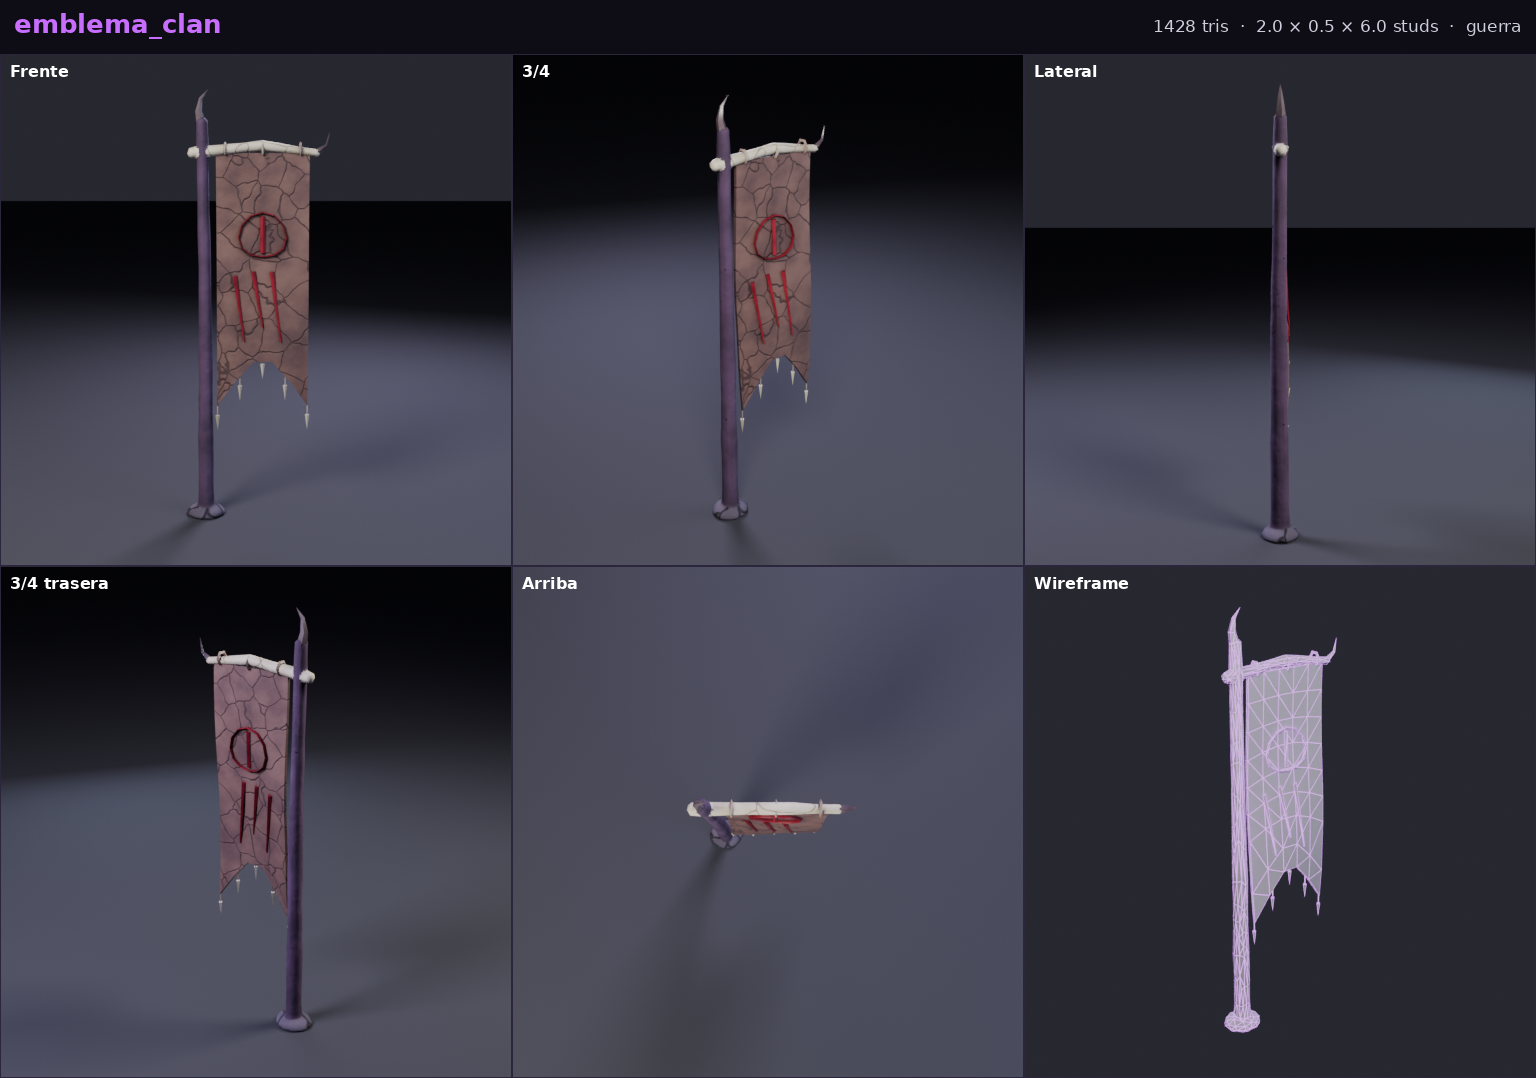 emblema_clan
1428 tris · 2.0 × 0.5 × 6.0 studs · guerra
Frente
3/4
Lateral
3/4 trasera
Arriba
Wireframe